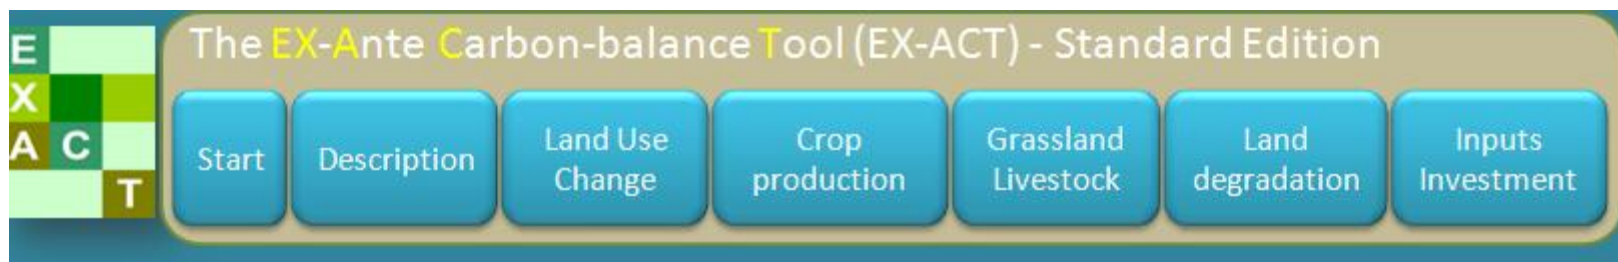 E
X
A C
T
The EX-Ante Carbon-balance Tool (EX-ACT) - Standard Edition
Start
Description
Land Use
Change
Crop
production
Grassland
Livestock
Land
degradation
Inputs
Investment